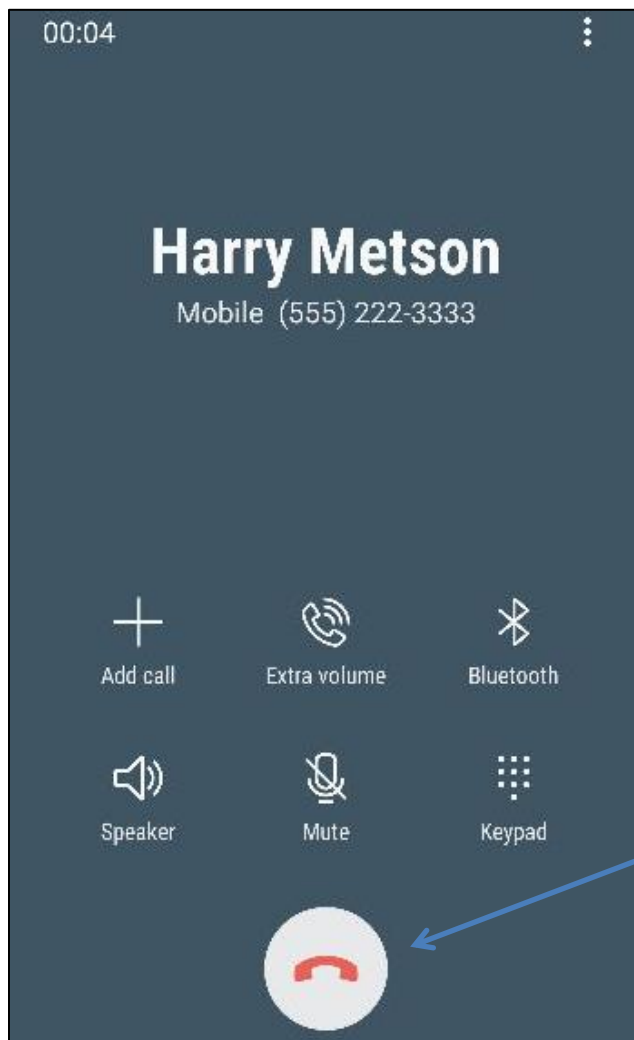 00:04
Harry Metson
Mobile (555) 222-3333
Add call Extra volume Bluetooth
Speaker Mute Keypad